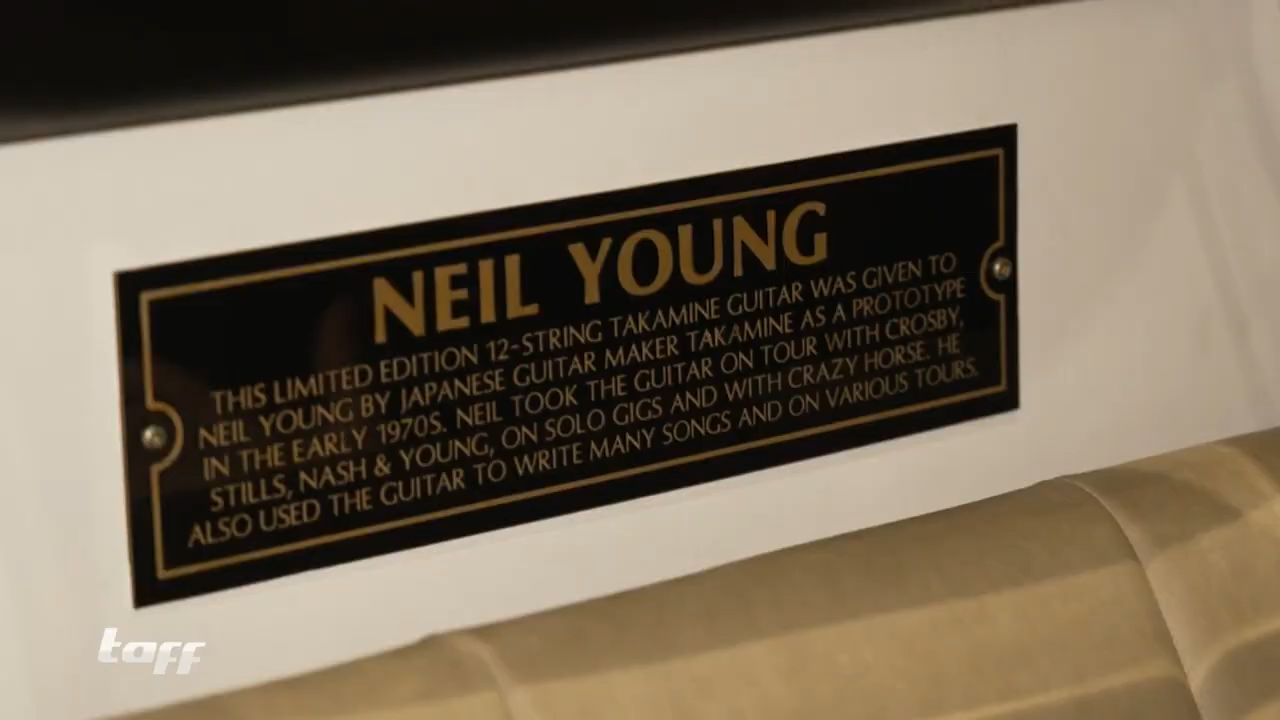 NEIL YOUNG
THIS LIMITED EDITION 12-STRING TAKAMINE GUITAR WAS GIVEN TO
NEIL YOUNG BY JAPANESE GUITAR MAKER TAKAMINE AS A PROTOTYPE
IN THE EARLY 1970S. NEIL TOOK THE GUITAR ON TOUR WITH CROSBY,
STILLS, NASH & YOUNG, ON SOLO GIGS AND WITH CRAZY HORSE. HE
ALSO USED THE GUITAR TO WRITE MANY SONGS AND ON VARIOUS TOURS.
taff